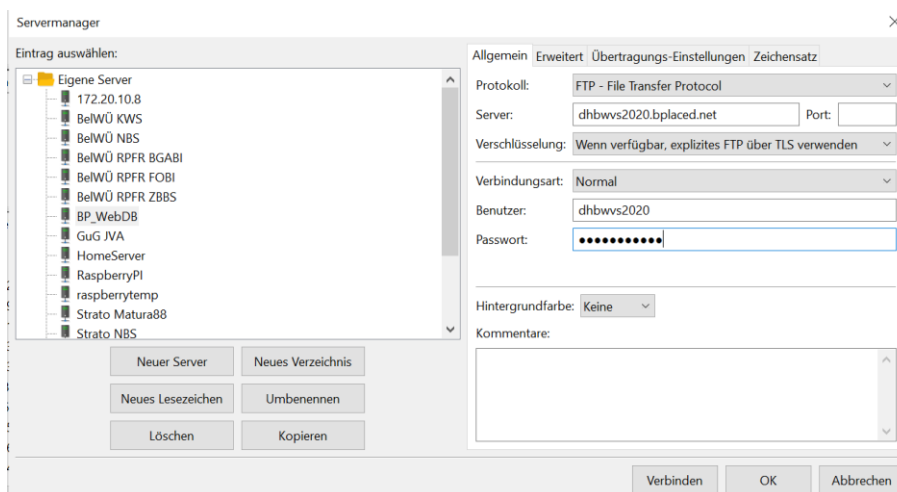 Servermanager
Eintrag auswählen:
Eigene Server
172.20.10.8
BelWÜ KWS
BelWÜ NBS
BelWÜ RPFR BGABI
BelWÜ RPFR FOBI
BelWÜ RPFR ZBBS
BP_WebDB
GuG JVA
HomeServer
RaspberryPI
raspberrytemp
Strato Matura88
Strato NBS
Neuer Server Neues Verzeichnis
Neues Lesezeichen Umbenennen
Löschen Kopieren
Allgemein Erweitert Übertragungs-Einstellungen Zeichensatz
Protokoll: FTP - File Transfer Protocol
Server: dhbwvs2020.bplaced.net Port:
Verschlüsselung: Wenn verfügbar, explizites FTP über TLS verwenden
Verbindungsart: Normal
Benutzer: dhbwvs2020
Passwort: ●●●●●●●●●●●
Hintergrundfarbe: Keine
Kommentare:
Verbinden OK Abbrechen